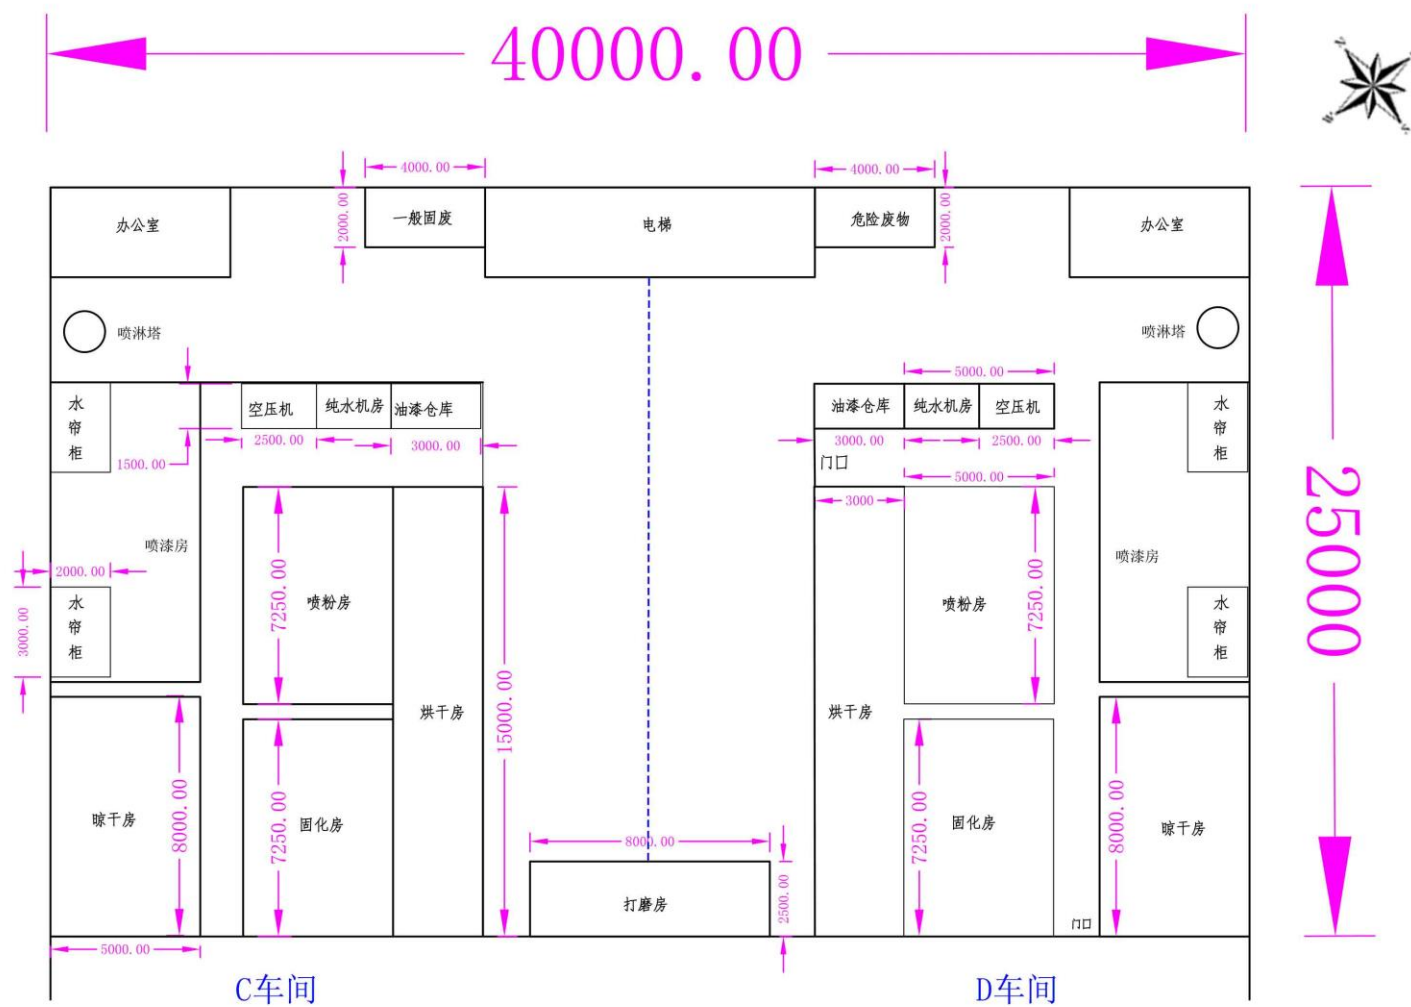 40000.00
4000.00
4000.00
2000.00
2000.00
办公室
一般固废
电梯
危险废物
办公室
喷淋塔
喷淋塔
5000.00
水帘柜
空压机
纯水机房
油漆仓库
油漆仓库
纯水机房
空压机
水帘柜
2500.00
3000.00
3000.00
2500.00
1500.00
门口
5000.00
3000
25000
喷漆房
喷漆房
2000.00
3000.00
水帘柜
7250.00
喷粉房
喷粉房
7250.00
水帘柜
15000.00
烘干房
烘干房
晾干房
8000.00
7250.00
固化房
8000.00
打磨房
2500.00
7250.00
固化房
8000.00
晾干房
门口
5000.00
C车间
D车间